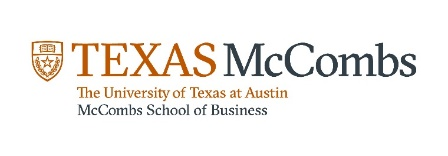 TEXAS McCombs
The University of Texas at Austin
McCombs School of Business